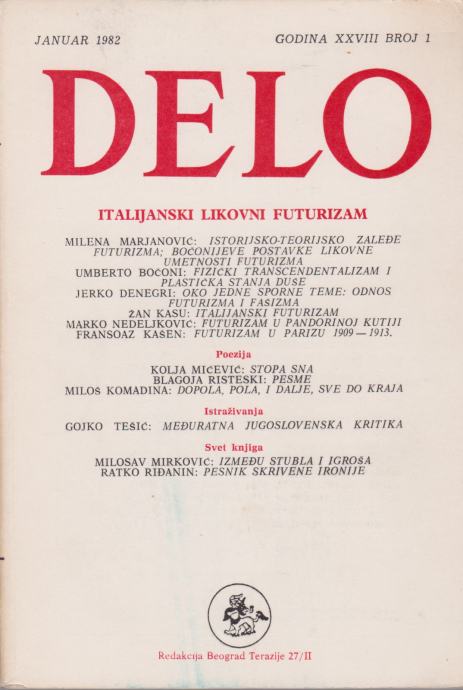 JANUAR 1982 GODINA XXVIII BROJ 1
DELO
ITALIJANSKI LIKOVNI FUTURIZAM
MILENA MARJANOVIĆ: ISTORIJSKO-TEORIJSKO ZALEĐE
FUTURIZMA; BOĆONIJEVE POSTAVKE LIKOVNE
UMETNOSTI FUTURIZMA
UMBERTO BOĆONI: FIZIČKI TRANSCENDENTALIZAM I
PLASTIČKA STANJA DUŠE
JERKO DENEGRI: OKO JEDNE SPORNE TEME: ODNOS
FUTURIZMA I FAŠIZMA
ŽAN KASU: ITALIJANSKI FUTURIZAM
MARKO NEDELJKOVIĆ: FUTURIZAM U PANDORINOJ KUTIJI
FRANSOAZ KAŠEN: FUTURIZAM U PARIZU 1909—1913.
Poezija
KOLJA MIĆEVIĆ: STOPA SNA
BLAGOJA RISTESKI: PESME
MILOŠ KOMADINA: DOPOLA, POLA, I DALJE, SVE DO KRAJA
Istraživanja
GOJKO TEŠIĆ: MEĐURATNA JUGOSLOVENSKA KRITIKA
Svet knjiga
MILOSAV MIRKOVIĆ: IZMEĐU STUBLA I IGROŠA
RATKO RIĐANIN: PESNIK SKRIVENE IRONIJE
Redakcija Beograd Terazije 27/II